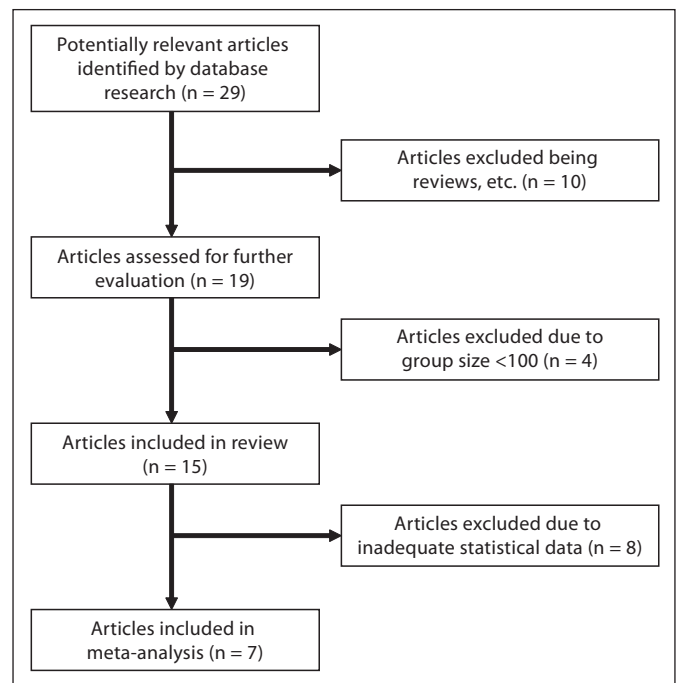 Potentially relevant articles
identified by database
research (n = 29)
Articles excluded being
reviews, etc. (n = 10)
Articles assessed for further
evaluation (n = 19)
Articles excluded due to
group size <100 (n = 4)
Articles included in review
(n = 15)
Articles excluded due to
inadequate statistical data (n = 8)
Articles included in
meta-analysis (n = 7)